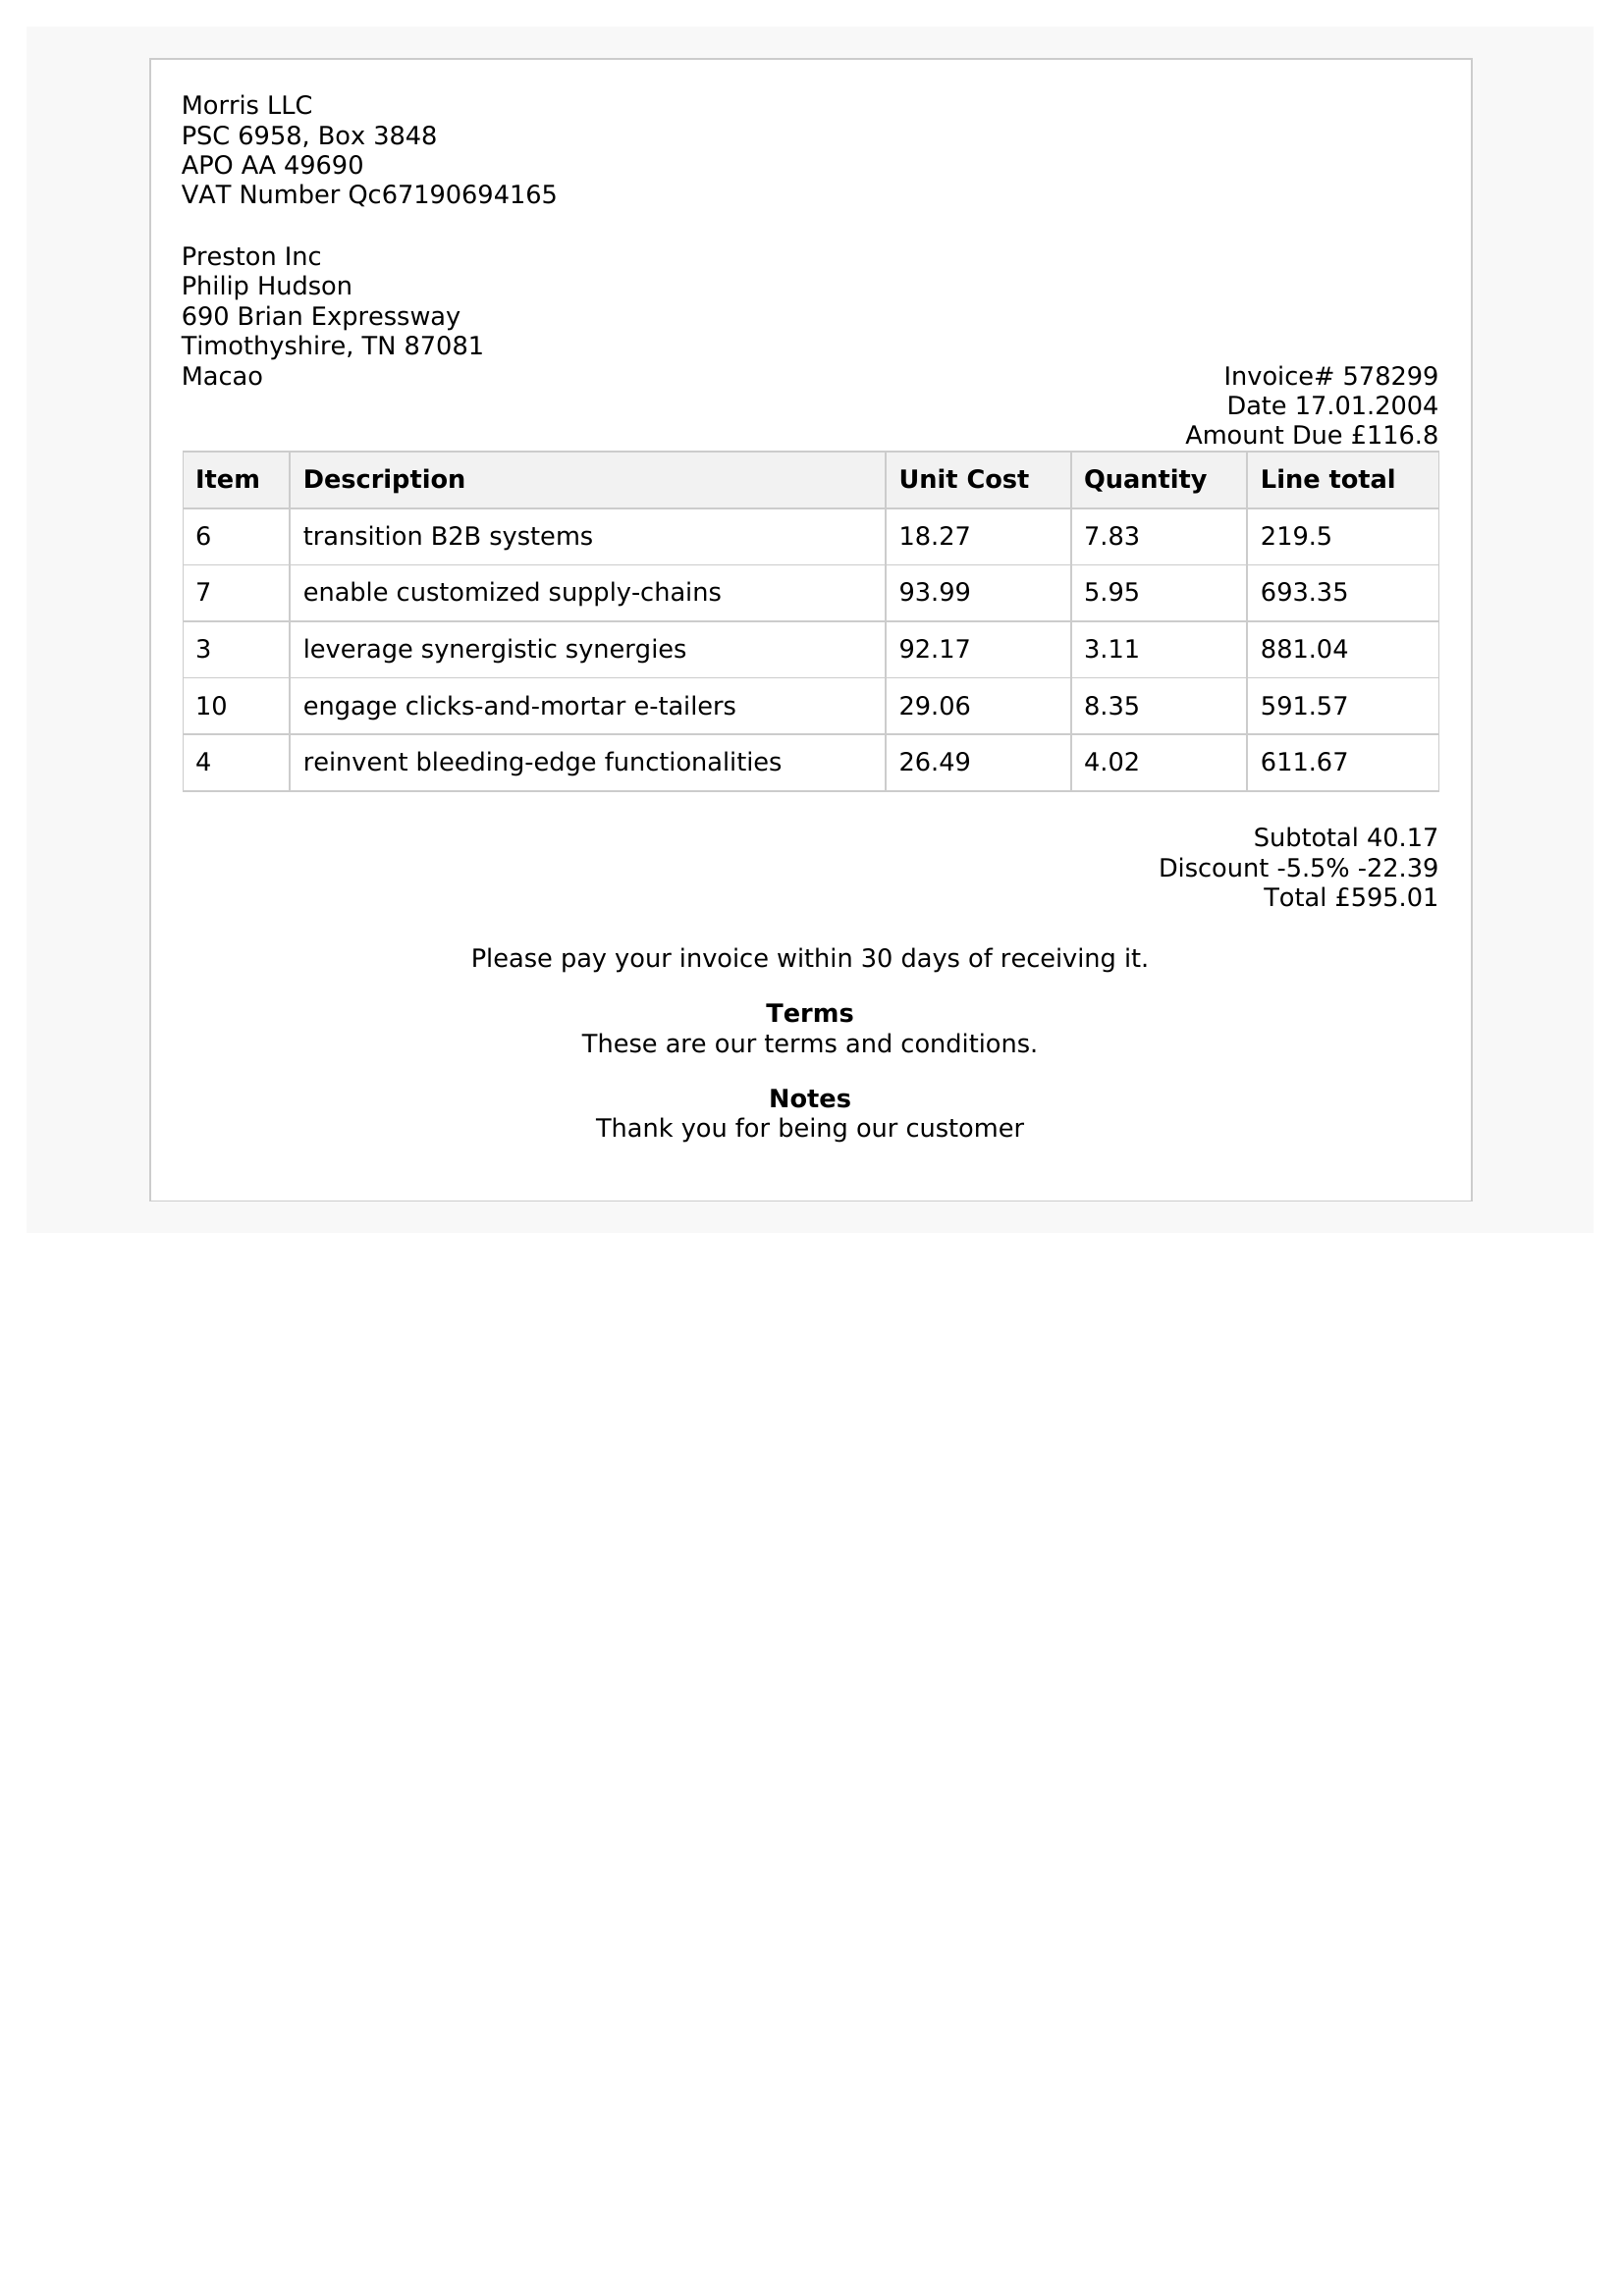 Morris LLC
PSC 6958, Box 3848
APO AA 49690
VAT Number Qc67190694165
Preston Inc
Philip Hudson
690 Brian Expressway
Timothyshire, TN 87081
Macao
Invoice# 578299
Date 17.01.2004
Amount Due £116.8
Item Description Unit Cost Quantity Line total
6 transition B2B systems 18.27 7.83 219.5
7 enable customized supply-chains 93.99 5.95 693.35
3 leverage synergistic synergies 92.17 3.11 881.04
10 engage clicks-and-mortar e-tailers 29.06 8.35 591.57
4 reinvent bleeding-edge functionalities 26.49 4.02 611.67
Subtotal 40.17
Discount -5.5% -22.39
Total £595.01
Please pay your invoice within 30 days of receiving it.
Terms
These are our terms and conditions.
Notes
Thank you for being our customer